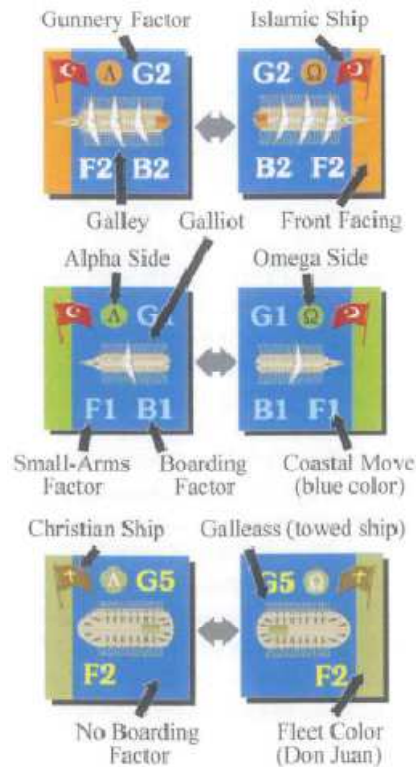 Gunnery Factor Islamic Ship
Λ G2 G2 Ω
F2 B2 B2 F2
Galley Galliot Front Facing
Alpha Side Omega Side
Λ G1 G1 Ω
F1 B1 B1 F1
Small-Arms Factor
Boarding Factor
Coastal Move
(blue color)
Christian Ship Galleass (towed ship)
Λ G5 G5 Ω
F2 F2
No Boarding Factor
Fleet Color
(Don Juan)